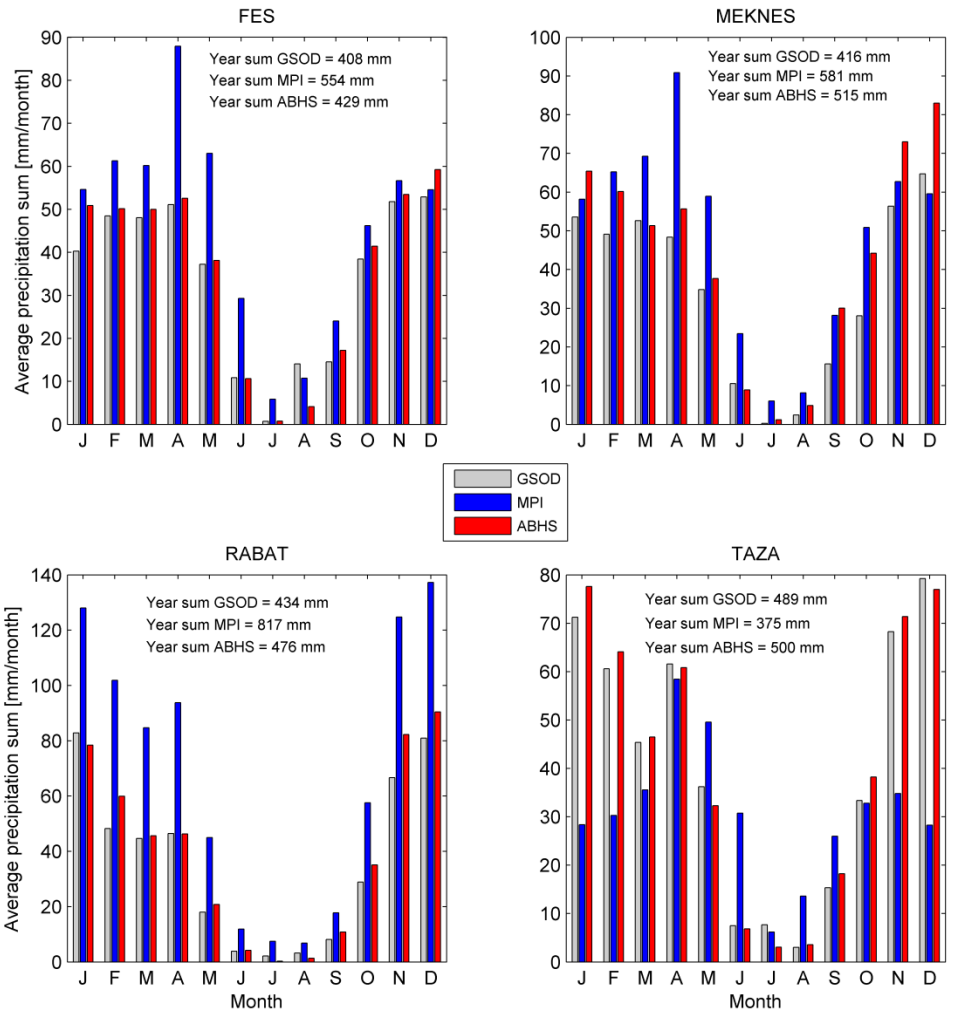 FES
Average precipitation sum [mm/month]
90
80
70
60
50
40
30
20
10
0
Year sum GSOD = 408 mm
Year sum MPI = 554 mm
Year sum ABHS = 429 mm
J F M A M J J A S O N D
MEKNES
100
90
80
70
60
50
40
30
20
10
0
Year sum GSOD = 416 mm
Year sum MPI = 581 mm
Year sum ABHS = 515 mm
J F M A M J J A S O N D
GSOD
MPI
ABHS
RABAT
Average precipitation sum [mm/month]
140
120
100
80
60
40
20
0
Year sum GSOD = 434 mm
Year sum MPI = 817 mm
Year sum ABHS = 476 mm
J F M A M J J A S O N D
Month
TAZA
80
70
60
50
40
30
20
10
0
Year sum GSOD = 489 mm
Year sum MPI = 375 mm
Year sum ABHS = 500 mm
J F M A M J J A S O N D
Month